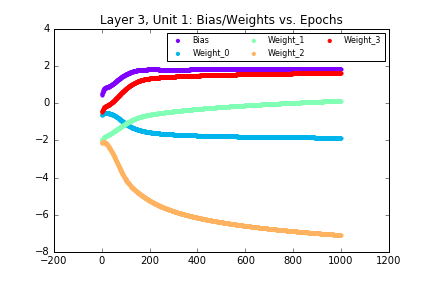 Layer 3, Unit 1: Bias/Weights vs. Epochs
Bias Weight_1 Weight_3
Weight_0 Weight_2
4
2
0
−2
−4
−6
−8
−200 0 200 400 600 800 1000 1200